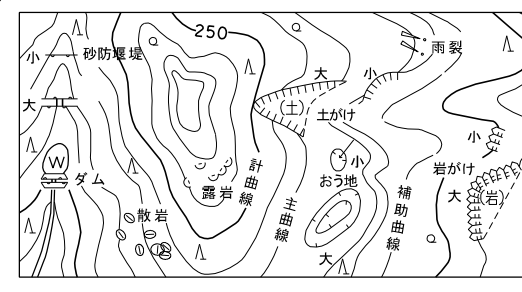 250
小
砂防堰堤
雨裂
大
小
大
(土)
土がけ
小
W
ダム
小
岩がけ
おう地
大
(岩)
露岩
計曲線
主曲線
補助曲線
散岩
大